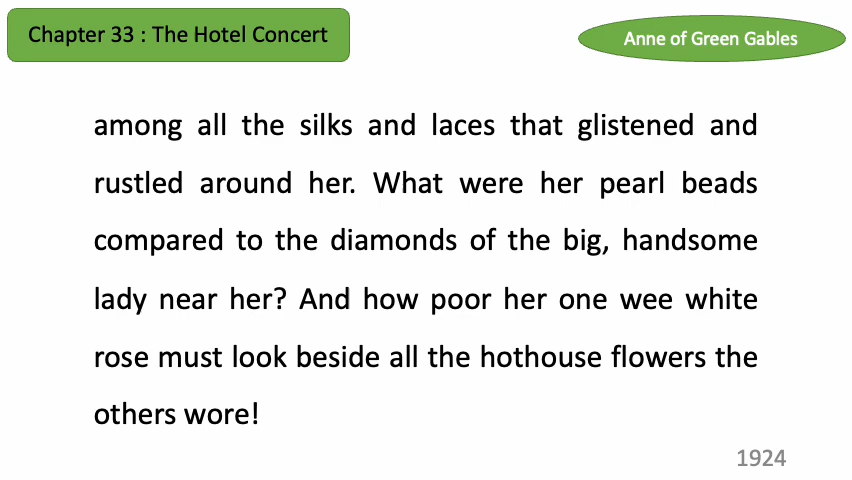 Chapter 33 : The Hotel Concert
Anne of Green Gables
among all the silks and laces that glistened and
rustled around her. What were her pearl beads
compared to the diamonds of the big, handsome
lady near her? And how poor her one wee white
rose must look beside all the hothouse flowers the
others wore!
1924